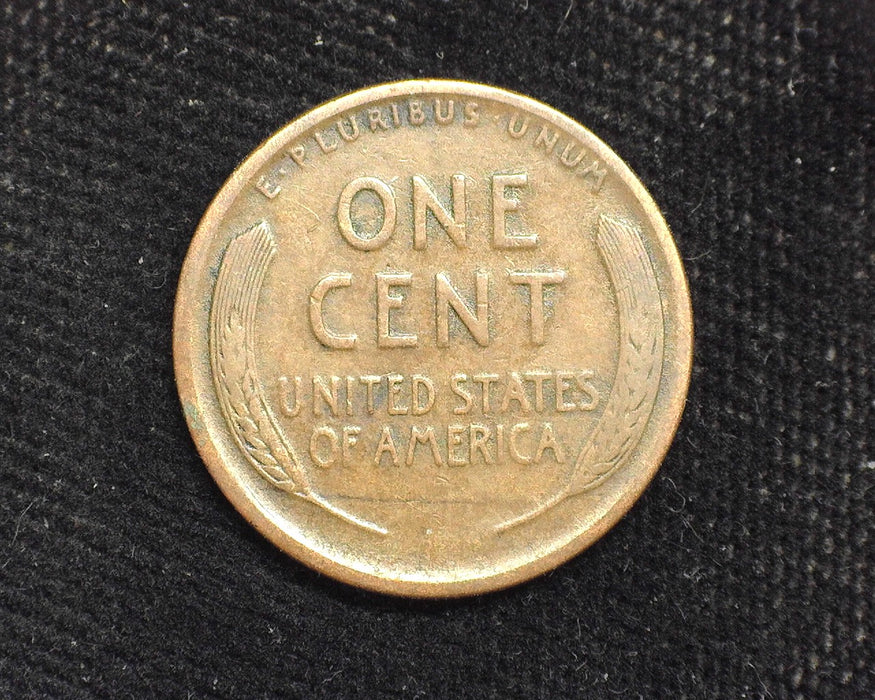 E · PLURIBUS · UNUM
ONE
CENT
UNITED STATES
OF AMERICA